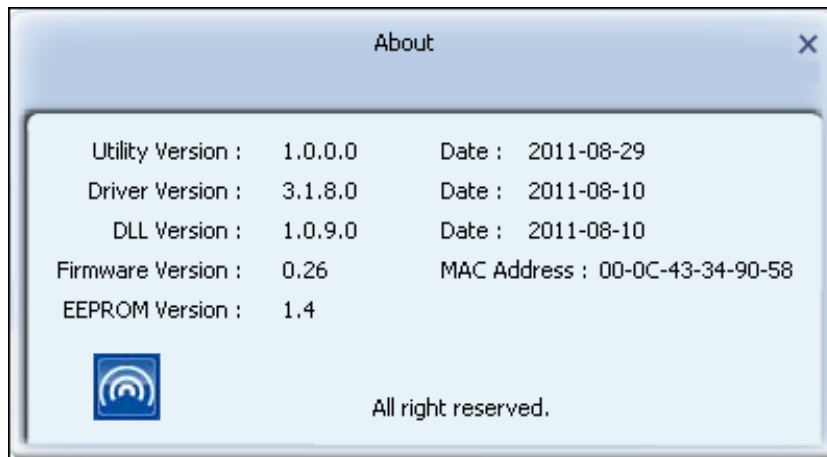 About
Utility Version : 1.0.0.0 Date : 2011-08-29
Driver Version : 3.1.8.0 Date : 2011-08-10
DLL Version : 1.0.9.0 Date : 2011-08-10
Firmware Version : 0.26 MAC Address : 00-0C-43-34-90-58
EEPROM Version : 1.4
All right reserved.